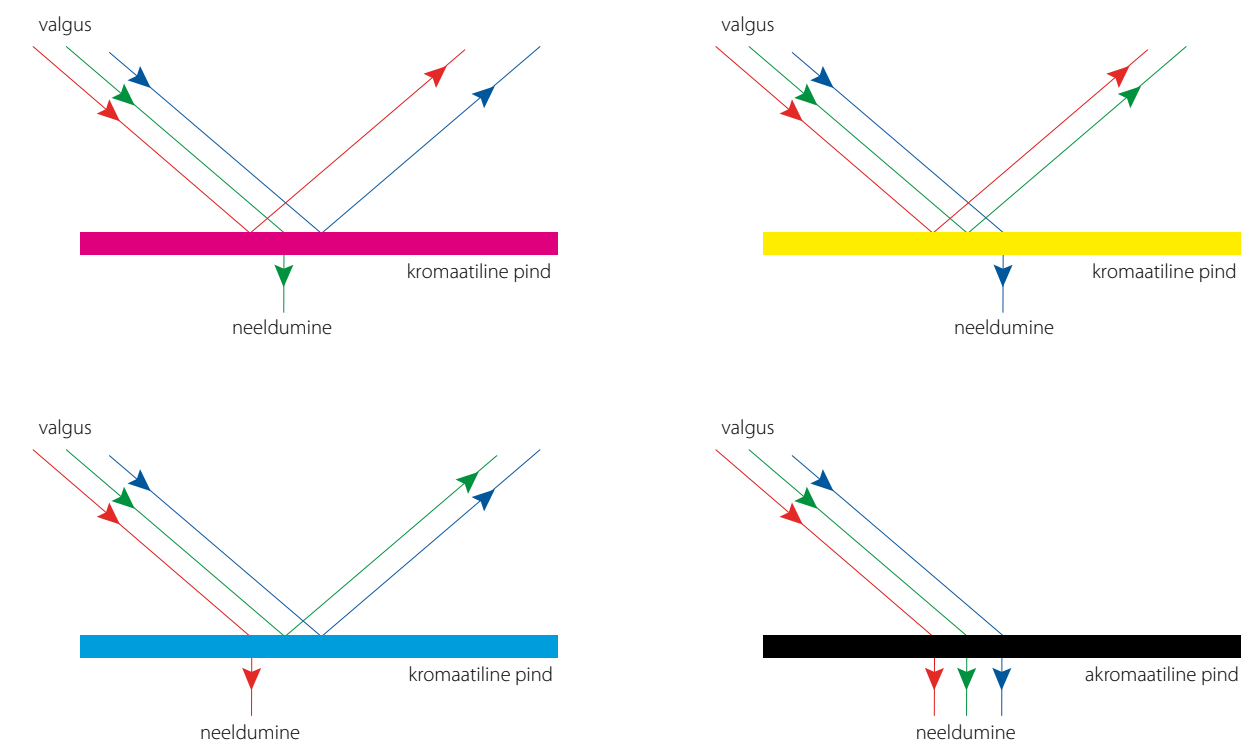 valgus
kromaatiline pind
neeldumine
valgus
kromaatiline pind
neeldumine
valgus
kromaatiline pind
neeldumine
valgus
akromaatiline pind
neeldumine